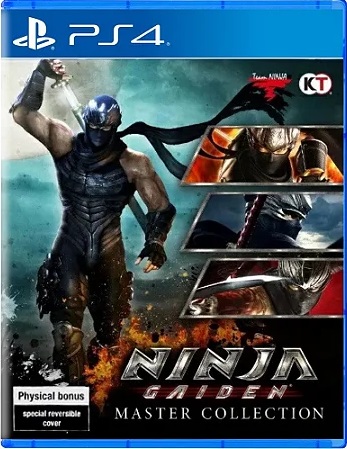 PS4
Team NINJA
KT
NINJA
GAIDEN
MASTER COLLECTION
Physical bonus
special reversible
cover